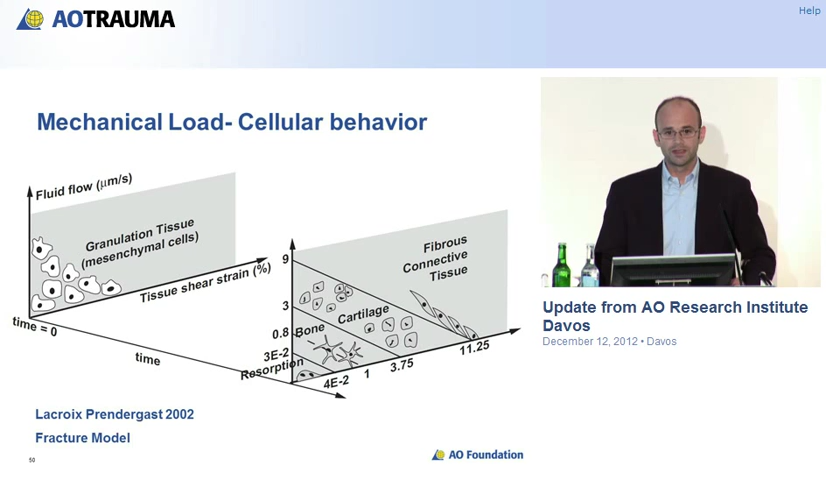 AOTRAUMA
Help
Mechanical Load- Cellular behavior
Fluid flow (μm/s)
Granulation Tissue
(mesenchymal cells)
Tissue shear strain (%)
time = 0
time
9
3
0.8
3E-2
Fibrous
Connective
Tissue
Cartilage
Bone
Resorption
4E-2
1
3.75
11.25
Lacroix Prendergast 2002
Fracture Model
50
AO Foundation
Update from AO Research Institute
Davos
December 12, 2012 • Davos